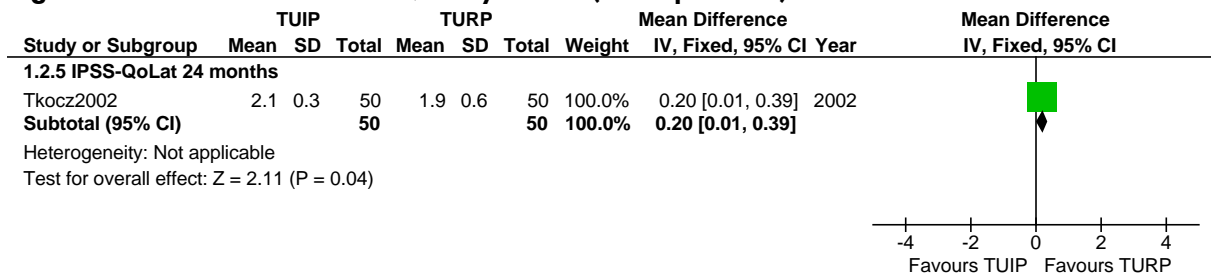 TUIP TURP Mean Difference Mean Difference
Study or Subgroup Mean SD Total Mean SD Total Weight IV, Fixed, 95% CI Year IV, Fixed, 95% CI
1.2.5 IPSS-QoLat 24 months
Tkocz2002 2.1 0.3 50 1.9 0.6 50 100.0% 0.20 [0.01, 0.39] 2002
Subtotal (95% CI) 50 50 100.0% 0.20 [0.01, 0.39]
Heterogeneity: Not applicable
Test for overall effect: Z = 2.11 (P = 0.04)
-4 -2 0 2 4
Favours TUIP Favours TURP